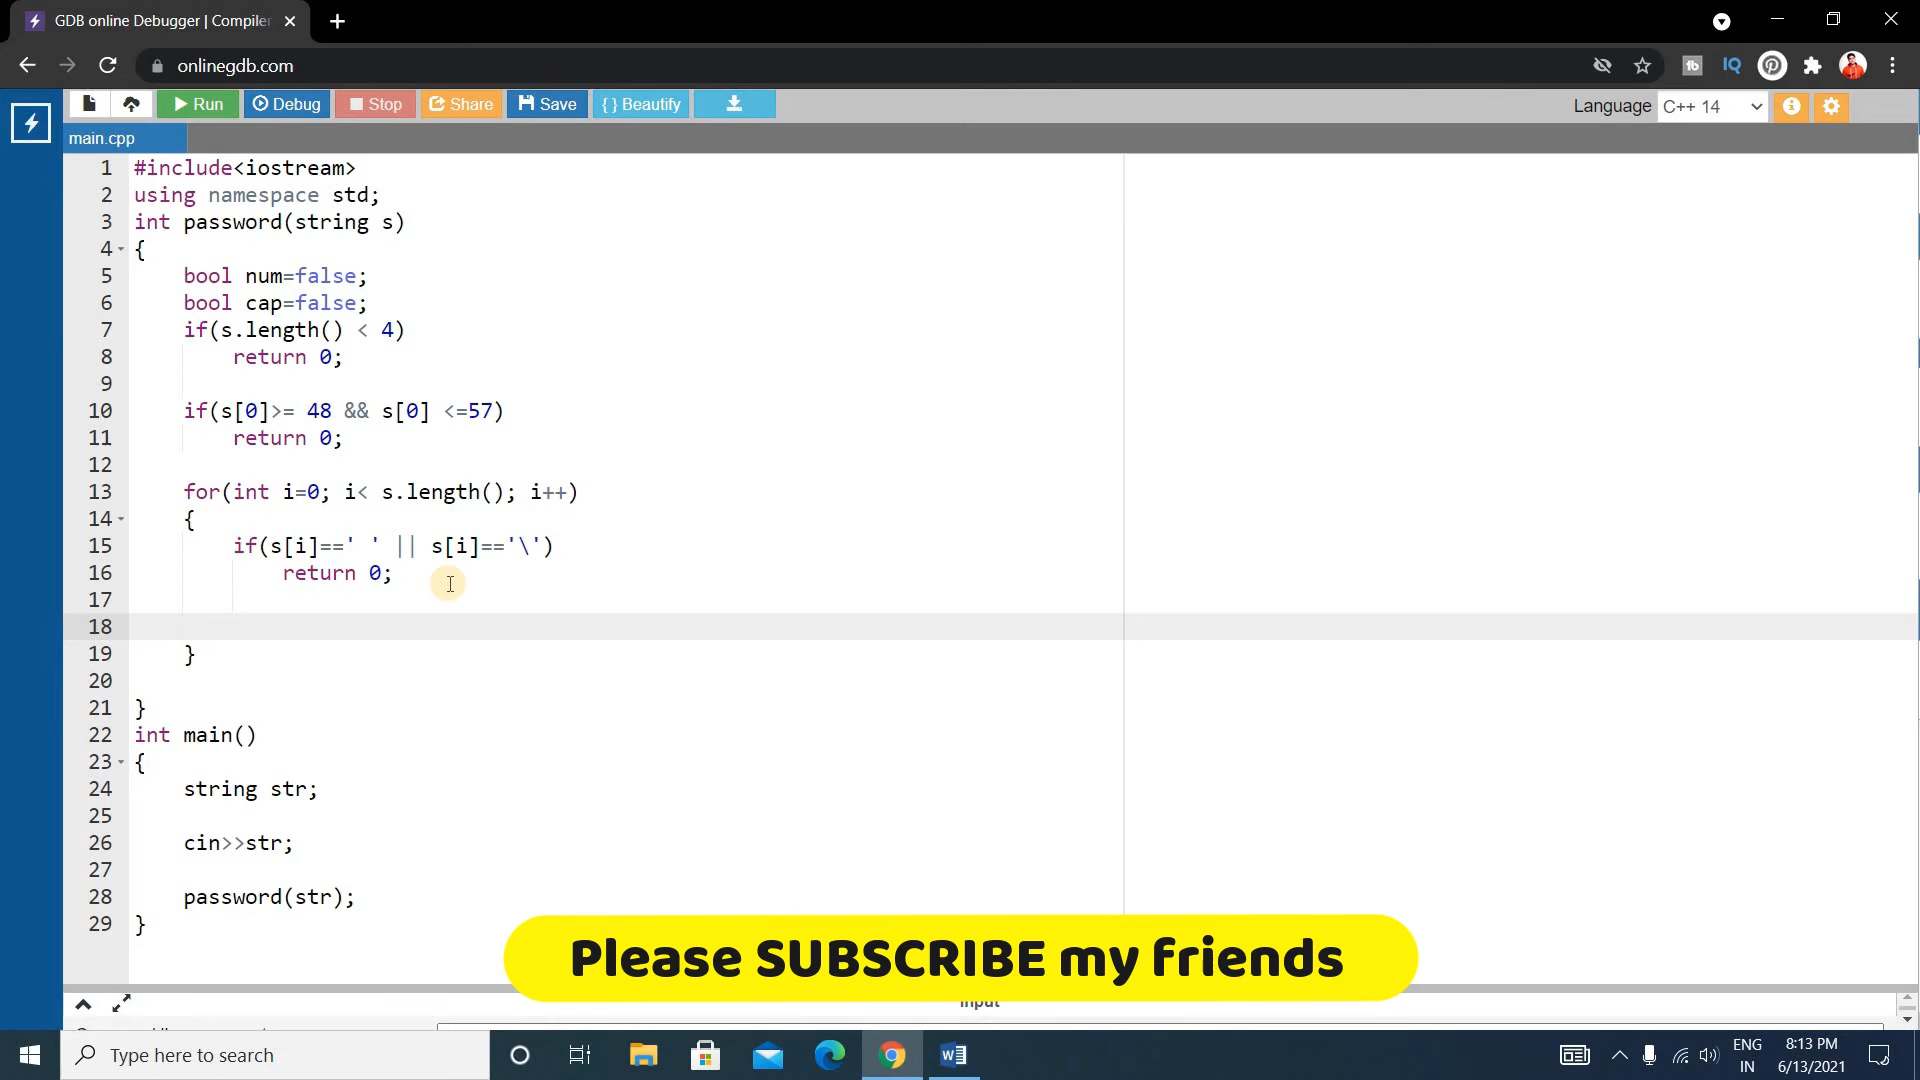 GDB online Debugger | Compiler
onlinegdb.com
Run
Debug
Stop
Share
Save
{ } Beautify
Language
C++ 14
main.cpp
1 #include<iostream>
2 using namespace std;
3 int password(string s)
4 {
5 bool num=false;
6 bool cap=false;
7 if(s.length() < 4)
8 return 0;
9
10 if(s[0]>= 48 && s[0] <=57)
11 return 0;
12
13 for(int i=0; i< s.length(); i++)
14 {
15 if(s[i]==' ' || s[i]=='\')
16 return 0;
17
18
19 }
20
21 }
22 int main()
23 {
24 string str;
25
26 cin>>str;
27
28 password(str);
29 }
Please SUBSCRIBE my friends
input
Type here to search
ENG
IN
8:13 PM
6/13/2021